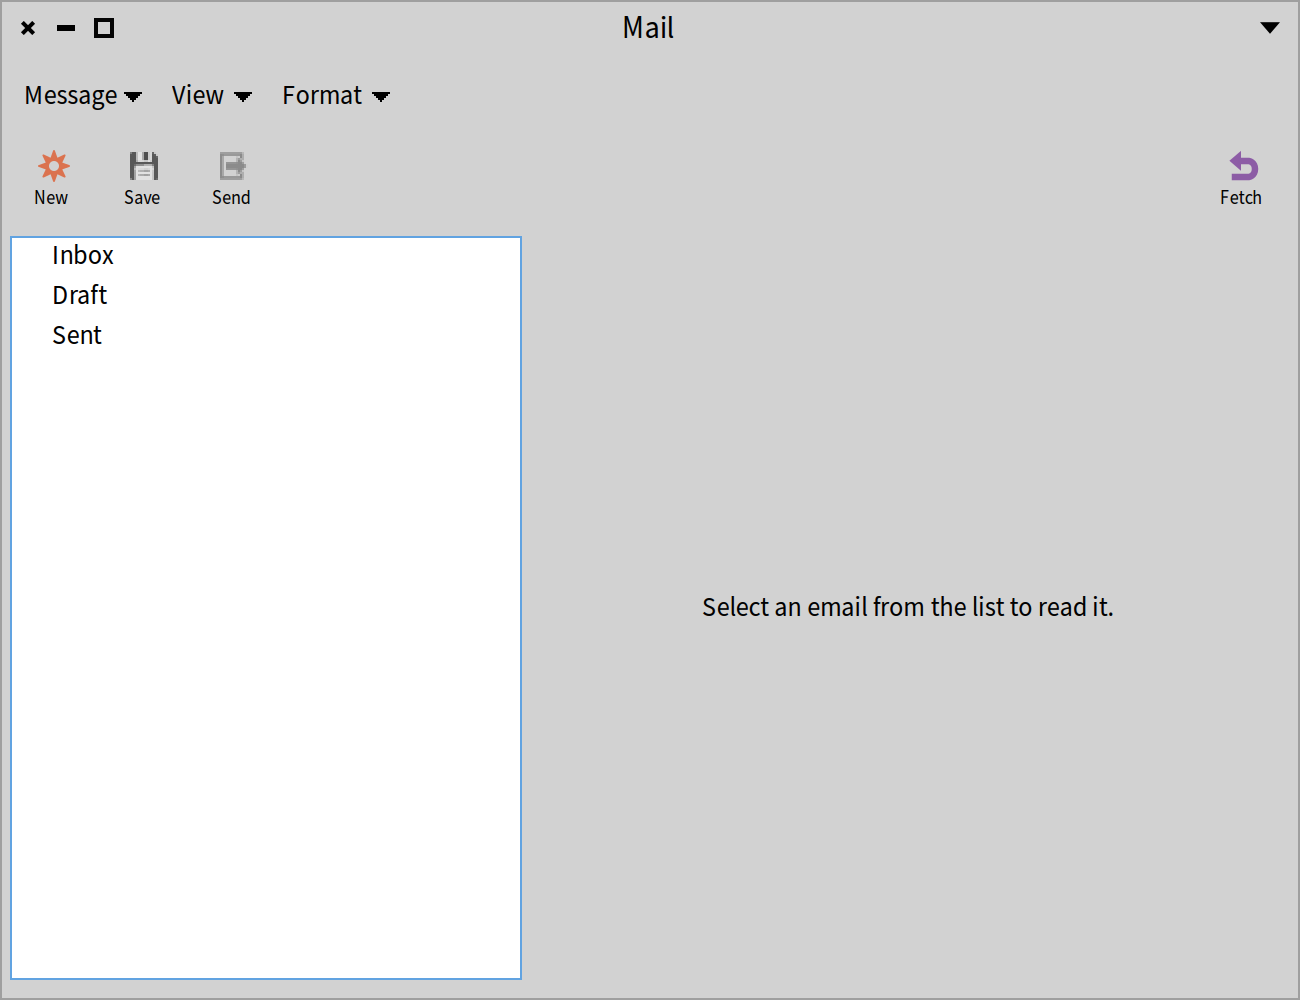 Mail
Message View Format
New Save Send Fetch
Inbox
Draft
Sent
Select an email from the list to read it.